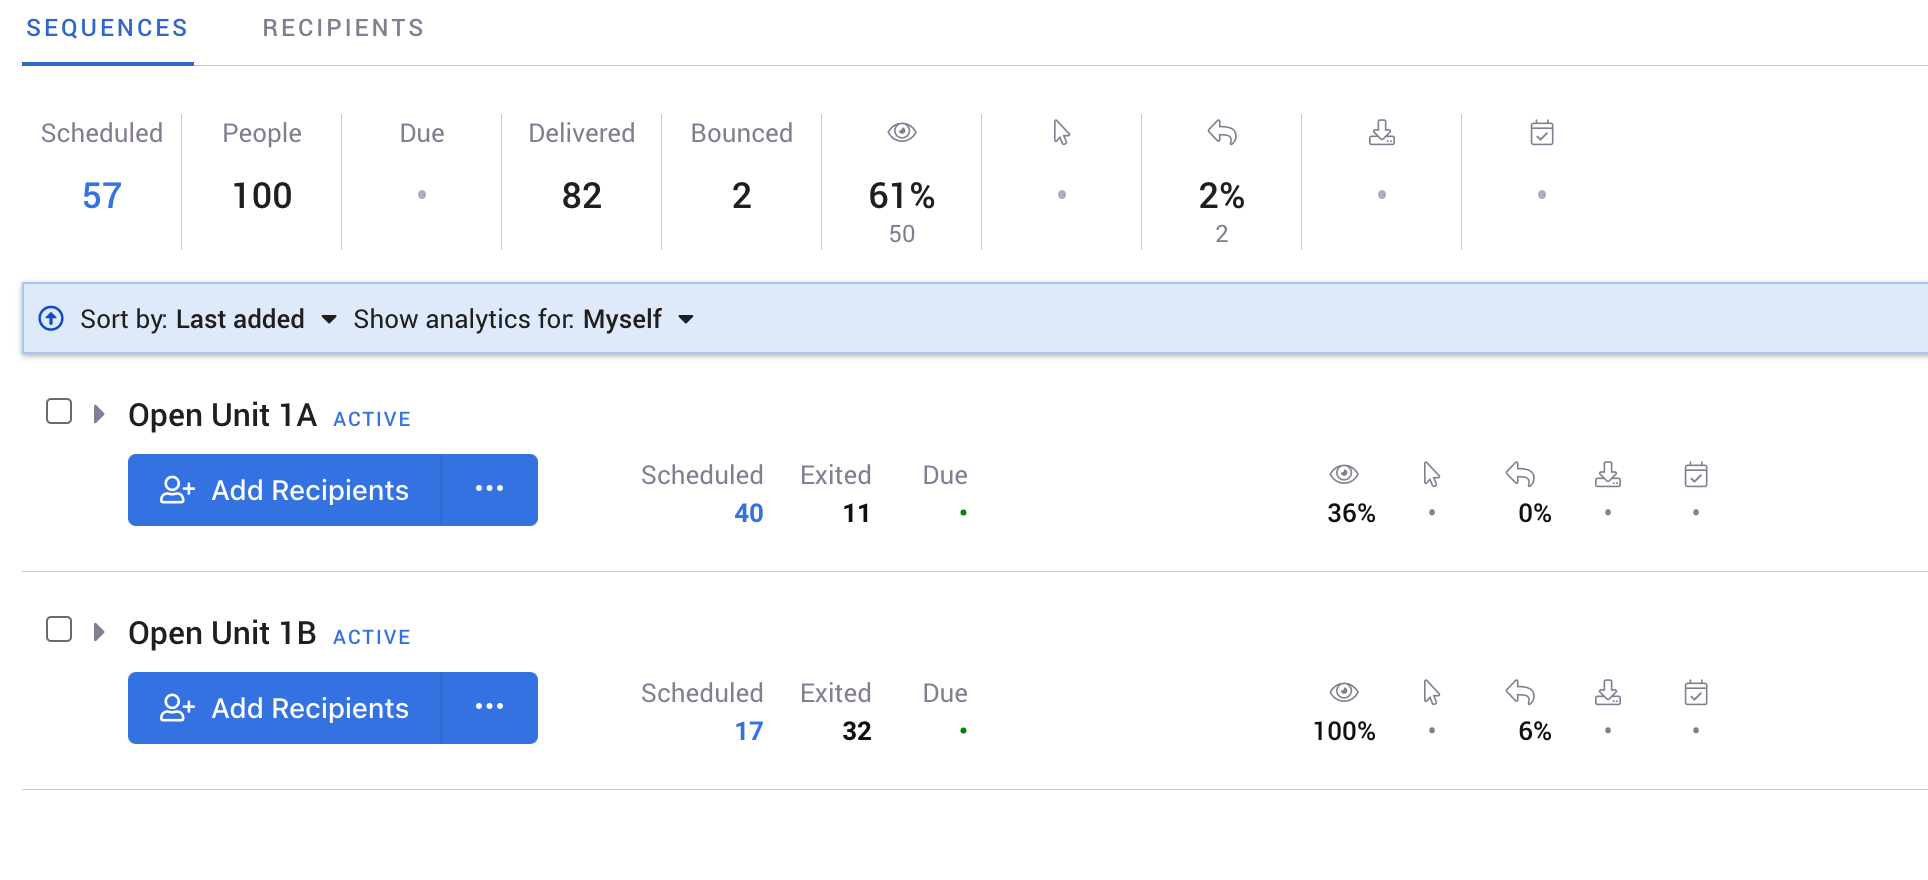 SEQUENCES RECIPIENTS
Scheduled People Due Delivered Bounced
57 100 82 2 61% 2%
50 2
Sort by: Last added Show analytics for: Myself
Open Unit 1A ACTIVE
Add Recipients ... Scheduled Exited Due
40 11 36% 0%
Open Unit 1B ACTIVE
Add Recipients ... Scheduled Exited Due
17 32 100% 6%